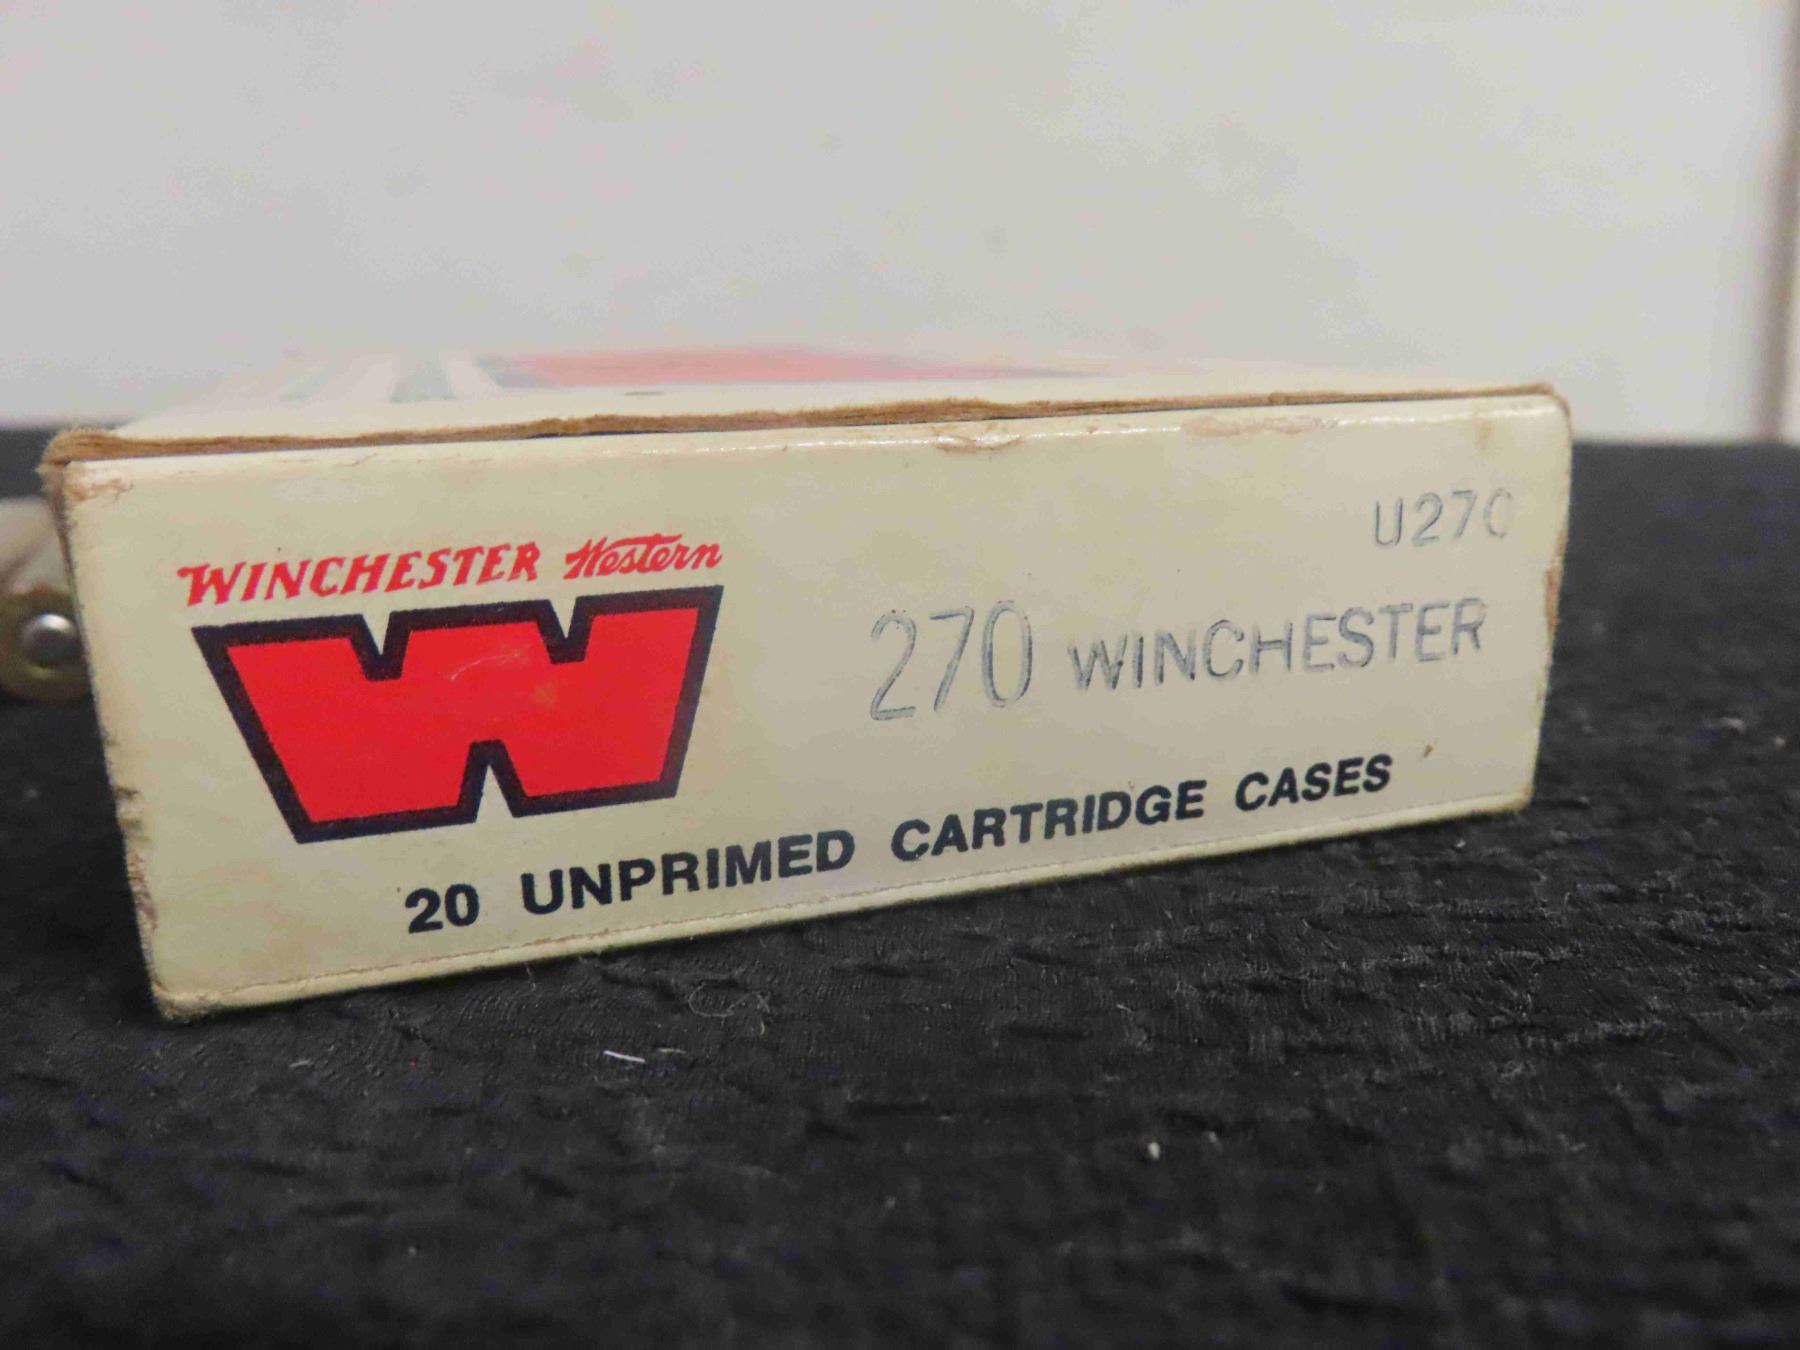 WINCHESTER Western
W
U270
270 WINCHESTER
20 UNPRIMED CARTRIDGE CASES